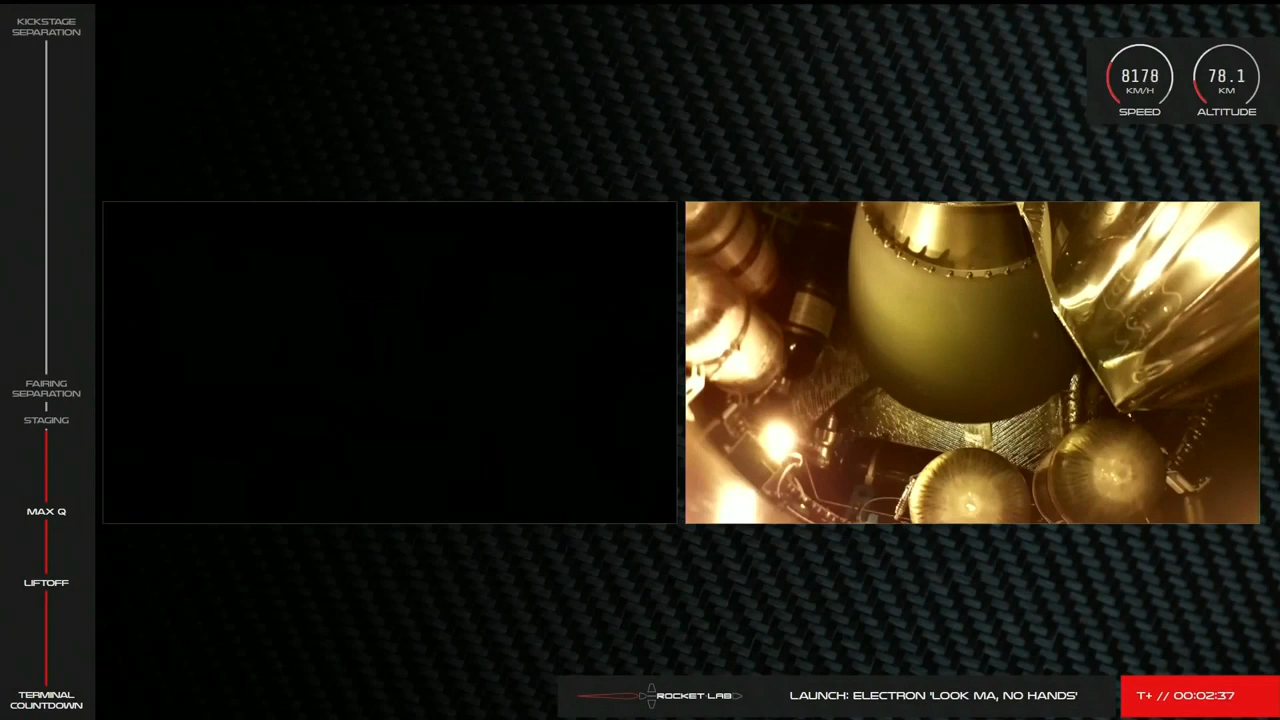 KICKSTAGE
SEPARATION
8178
KM/H
SPEED
78.1
KM
ALTITUDE
FAIRING
SEPARATION
STAGING
MAX Q
LIFTOFF
TERMINAL
COUNTDOWN
ROCKET LAB
LAUNCH: ELECTRON 'LOOK MA, NO HANDS'
T+ // 00:02:37